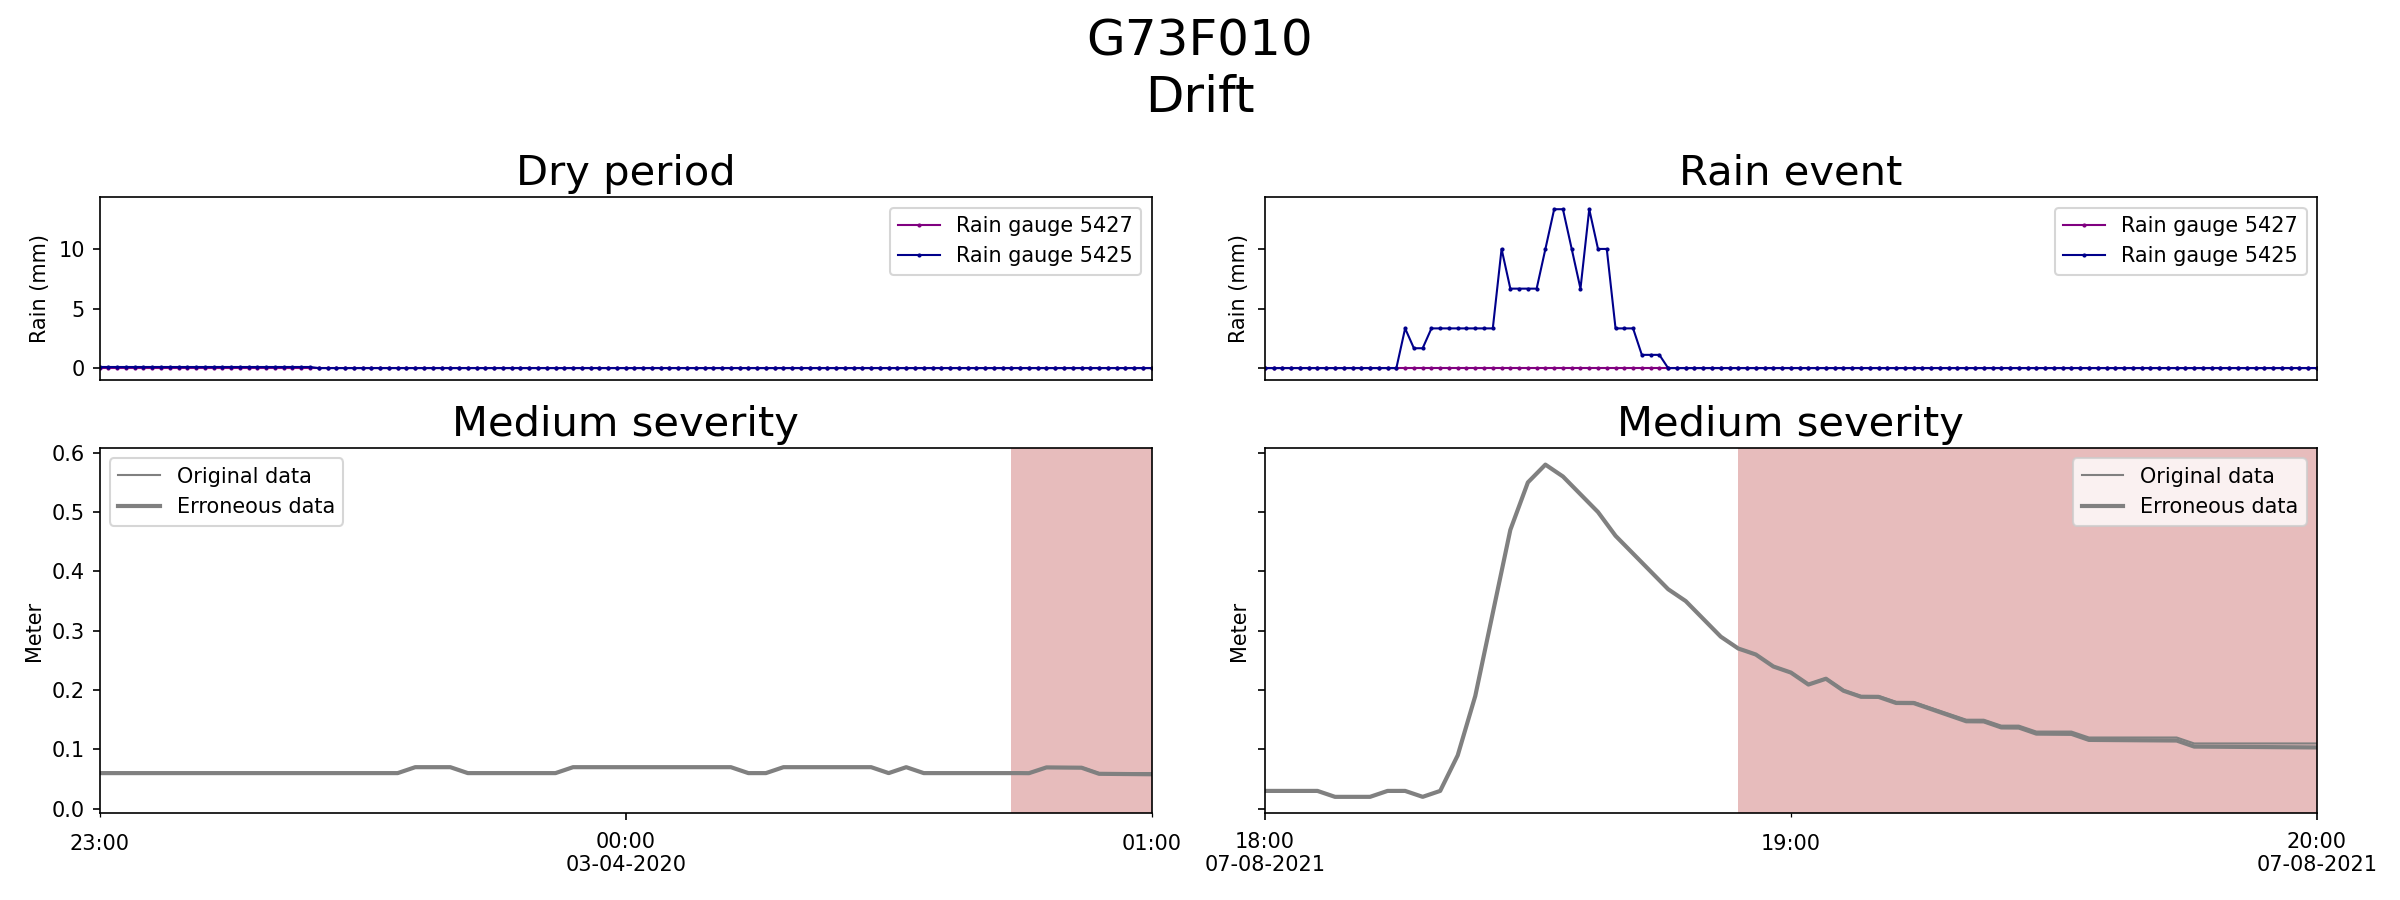 G73F010
Drift
Dry period
Rain (mm)
10
5
0
Rain gauge 5427
Rain gauge 5425
Rain event
Rain (mm)
Rain gauge 5427
Rain gauge 5425
Medium severity
Meter
0.6
0.5
0.4
0.3
0.2
0.1
0.0
Original data
Erroneous data
23:00
00:00
03-04-2020
01:00
Medium severity
Meter
Original data
Erroneous data
18:00
07-08-2021
19:00
20:00
07-08-2021